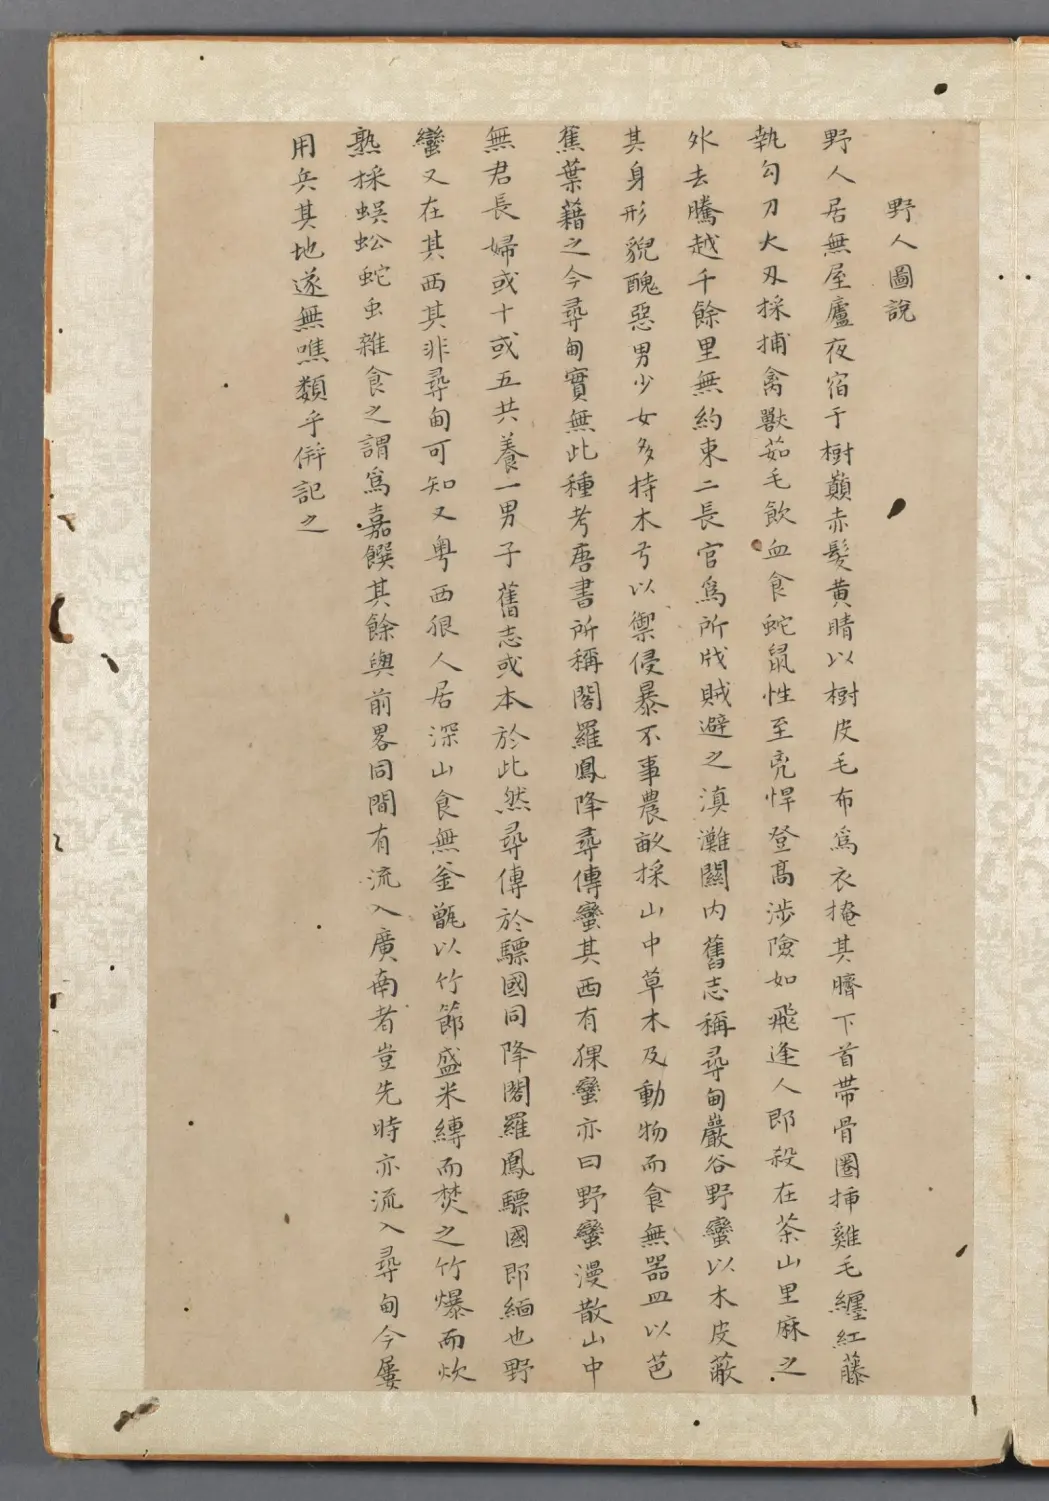 野人圖說
野人居無屋廬夜宿于樹巔赤髮黄睛以樹皮毛布爲衣掩其臍下首帶骨圈揷雞毛纏紅藤
執勾刀大刃採捕禽獸茹毛飲血食蛇鼠性至兇悍登髙涉險如飛逢人即殺在茶山里麻之
外去騰越千餘里無約束二長官爲所戕賊避之滇灘關内舊志稱尋甸巖谷野蠻以木皮蔽
其身形貌醜惡男少女多持木弓以禦侵暴不事農畝採山中草木及動物而食無器皿以芭
蕉葉藉之今尋甸實無此種考唐書所稱閣羅鳳降尋傳蠻其西有猓蠻亦曰野蠻漫散山中
無君長婦或十或五共養一男子舊志或本於此然尋傳於驃國同降閣羅鳳驃國即緬也野
蠻又在其西其非尋甸可知又粤西狠人居深山食無釜甑以竹節盛米縛而焚之竹爆而炊
熟採蜈蚣蛇虫雜食之謂爲嘉饌其餘與前畧同間有流入廣南者豈先時亦流入尋甸今屢
用兵其地遂無噍類乎併記之